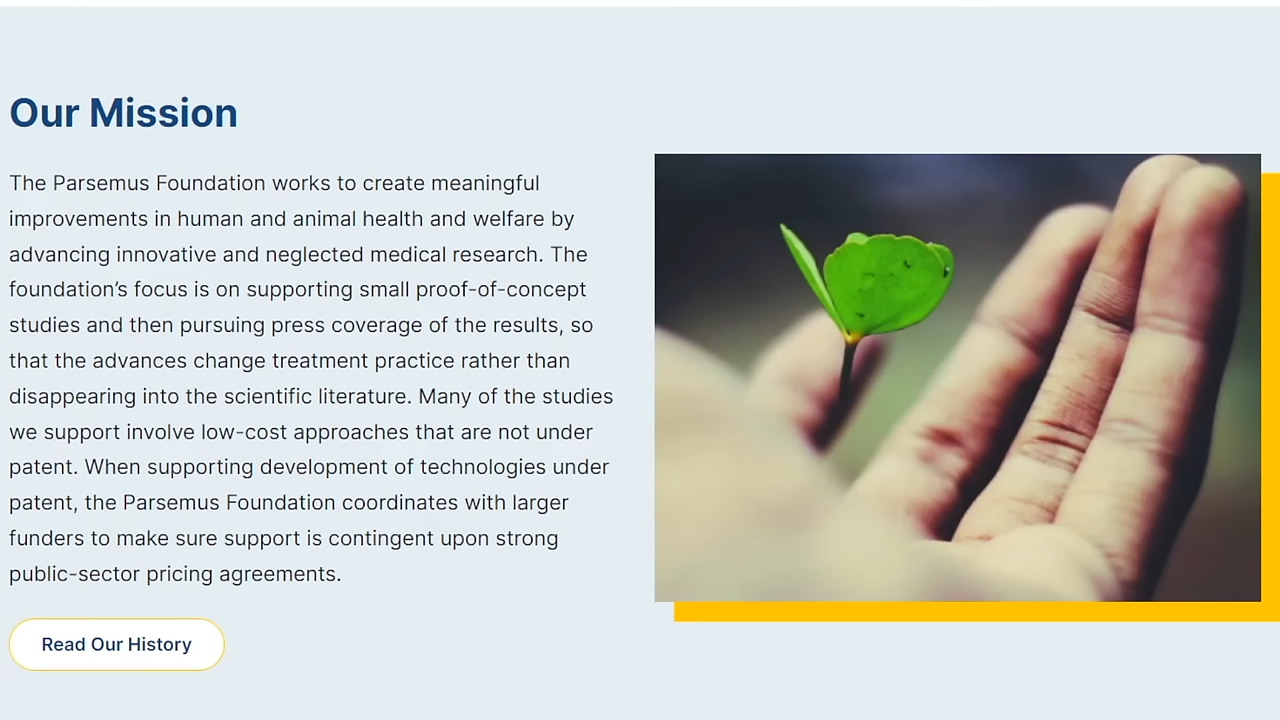 Our Mission
The Parsemus Foundation works to create meaningful
improvements in human and animal health and welfare by
advancing innovative and neglected medical research. The
foundation’s focus is on supporting small proof-of-concept
studies and then pursuing press coverage of the results, so
that the advances change treatment practice rather than
disappearing into the scientific literature. Many of the studies
we support involve low-cost approaches that are not under
patent. When supporting development of technologies under
patent, the Parsemus Foundation coordinates with larger
funders to make sure support is contingent upon strong
public-sector pricing agreements.
Read Our History